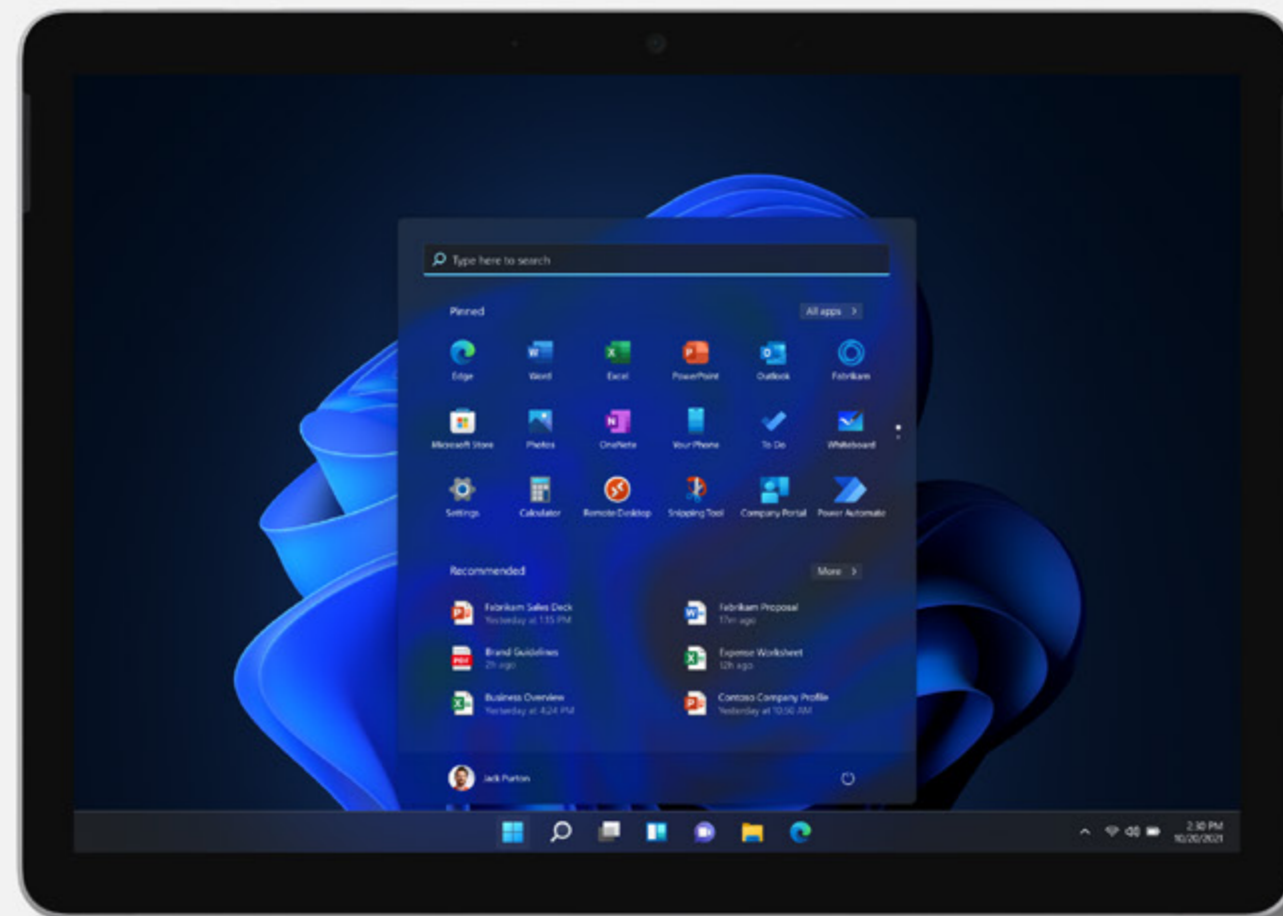 Type here to search
Pinned
All apps >
Edge
Word
Excel
PowerPoint
Outlook
Fabrikam
Microsoft Store
Photos
OneNote
Your Phone
To Do
Whiteboard
Settings
Calculator
Remote Desktop
Snipping Tool
Company Portal
Power Automate
Recommended
More >
Fabrikam Sales Deck
Yesterday at 1:15 PM
Fabrikam Proposal
17m ago
Brand Guidelines
2h ago
Expense Worksheet
12h ago
Business Overview
Yesterday at 4:24 PM
Contoso Company Profile
Yesterday at 10:50 AM
Jack Purton
2:30 PM
10/20/2021